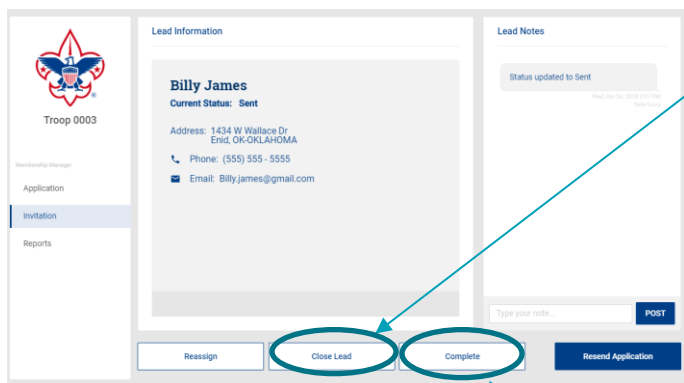 Troop 0003
Membership Manager
Application
Invitation
Reports
Lead Information
Billy James
Current Status: Sent
Address: 1434 W Wallace Dr
Enid, OK-OKLAHOMA
Phone: (555) 555 - 5555
Email: Billy.james@gmail.com
Reassign
Close Lead
Complete
Lead Notes
Status updated to Sent
Type your note...
POST
Resend Application